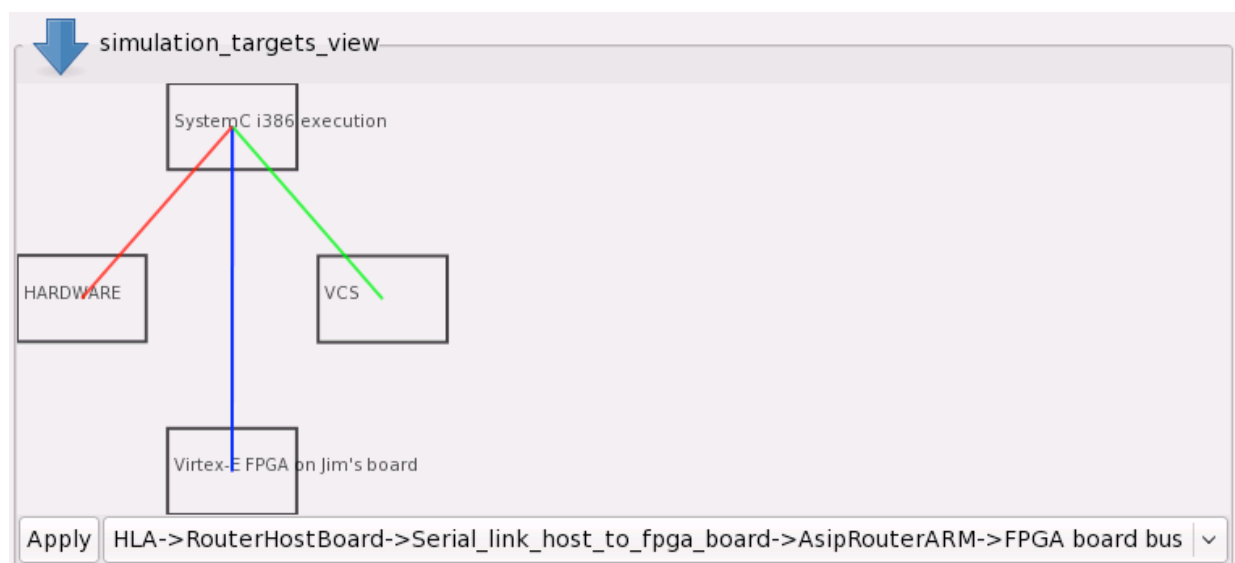 simulation_targets_view
SystemC i386 execution
HARDWARE
VCS
Virtex-E FPGA on Jim's board
Apply
HLA->RouterHostBoard->Serial_link_host_to_fpga_board->AsipRouterARM->FPGA board bus